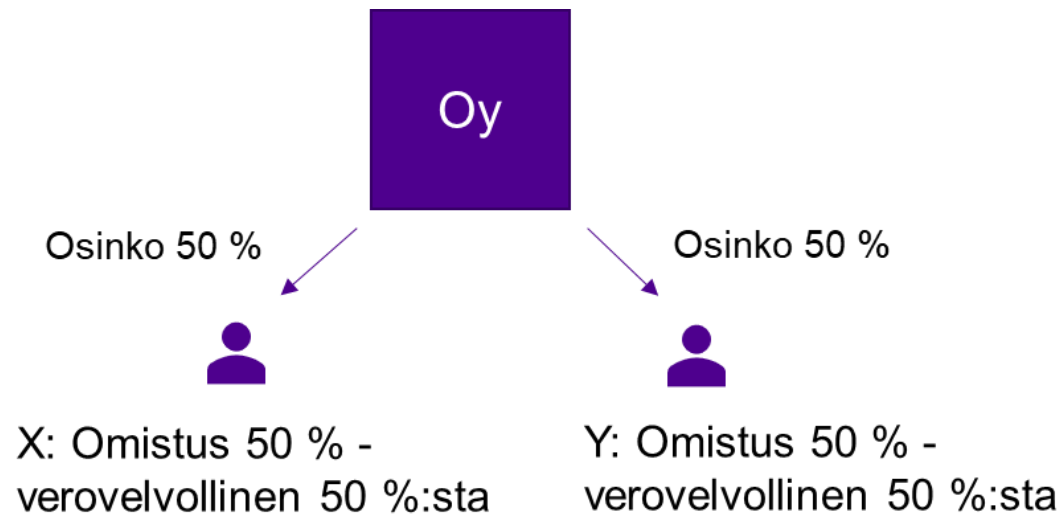 Oy
Osinko 50 %
Osinko 50 %
X: Omistus 50 % -
verovelvollinen 50 %:sta
Y: Omistus 50 % -
verovelvollinen 50 %:sta